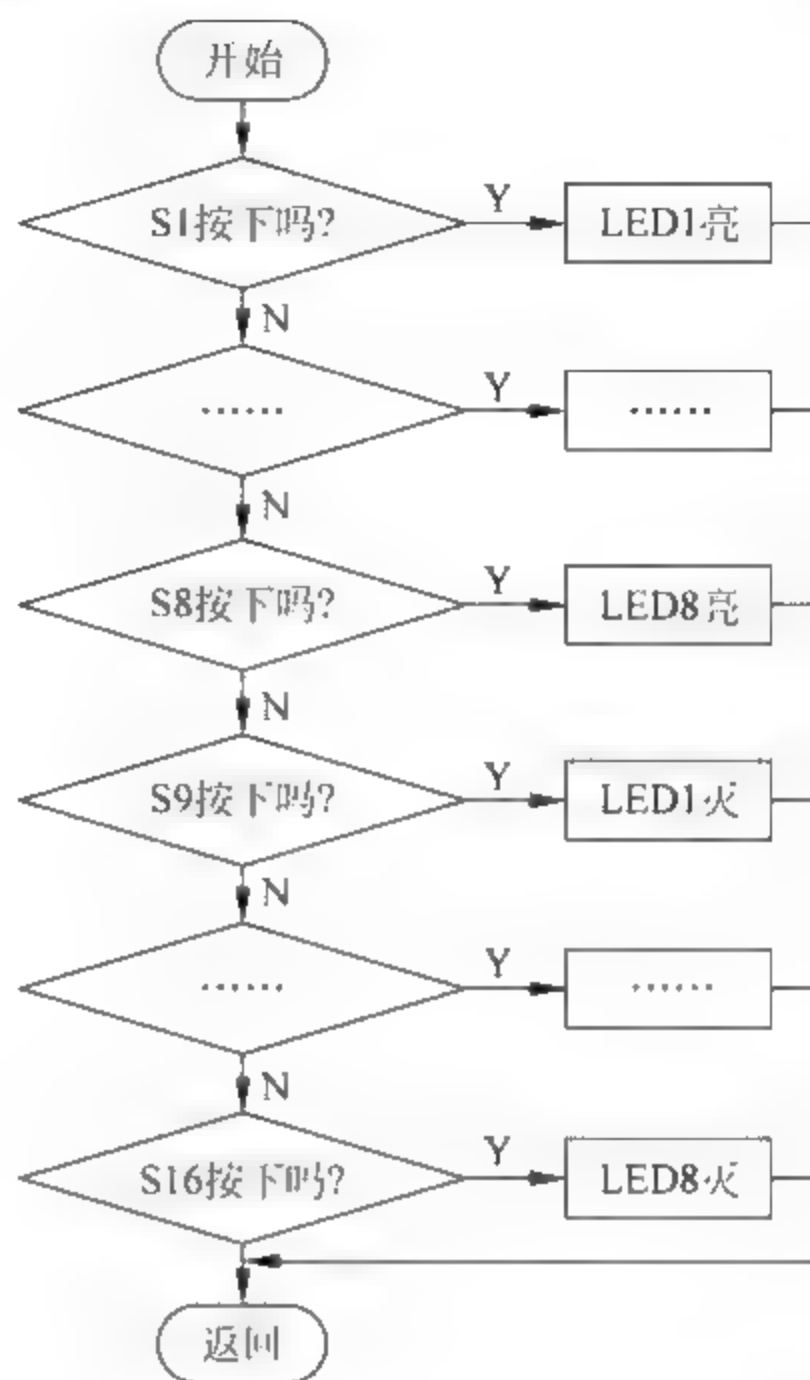 开始
S1按下吗?
Y
LED1亮
N
……
Y
……
N
S8按下吗?
Y
LED8亮
N
S9按下吗?
Y
LED1灭
N
……
Y
……
N
S16按下吗?
Y
LED8灭
返回